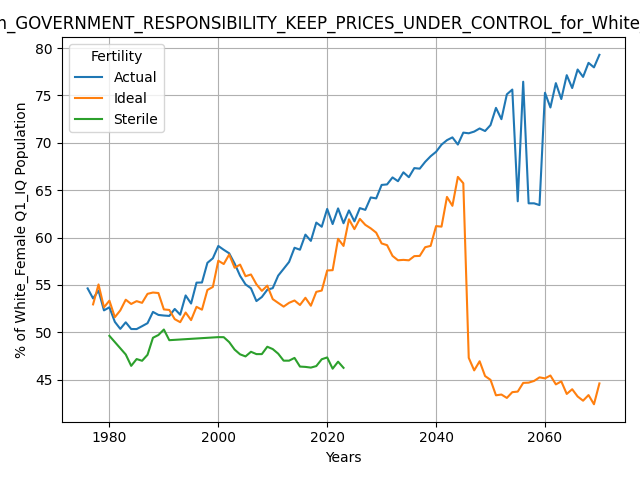 n_GOVERNMENT_RESPONSIBILITY_KEEP_PRICES_UNDER_CONTROL_for_White
Fertility
Actual
Ideal
Sterile
% of White_Female Q1_IQ Population
80
75
70
65
60
55
50
45
1980
2000
2020
2040
2060
Years